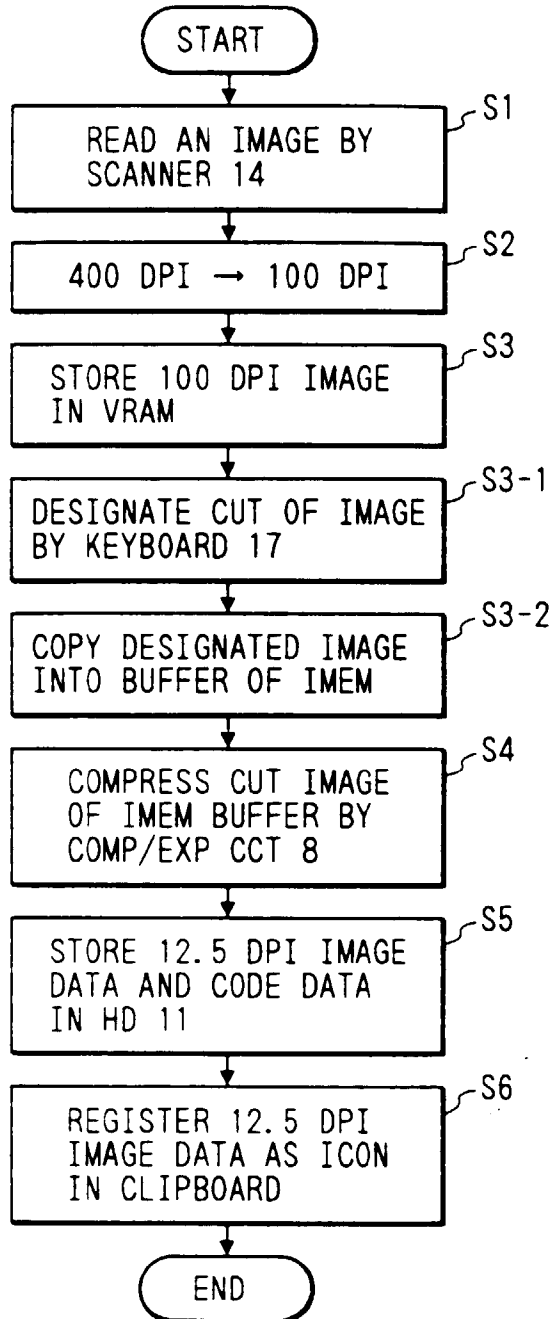 START
S1
READ AN IMAGE BY
SCANNER 14
S2
400 DPI → 100 DPI
S3
STORE 100 DPI IMAGE
IN VRAM
S3-1
DESIGNATE CUT OF IMAGE
BY KEYBOARD 17
S3-2
COPY DESIGNATED IMAGE
INTO BUFFER OF IMEM
S4
COMPRESS CUT IMAGE
OF IMEM BUFFER BY
COMP/EXP CCT 8
S5
STORE 12.5 DPI IMAGE
DATA AND CODE DATA
IN HD 11
S6
REGISTER 12.5 DPI
IMAGE DATA AS ICON
IN CLIPBOARD
END